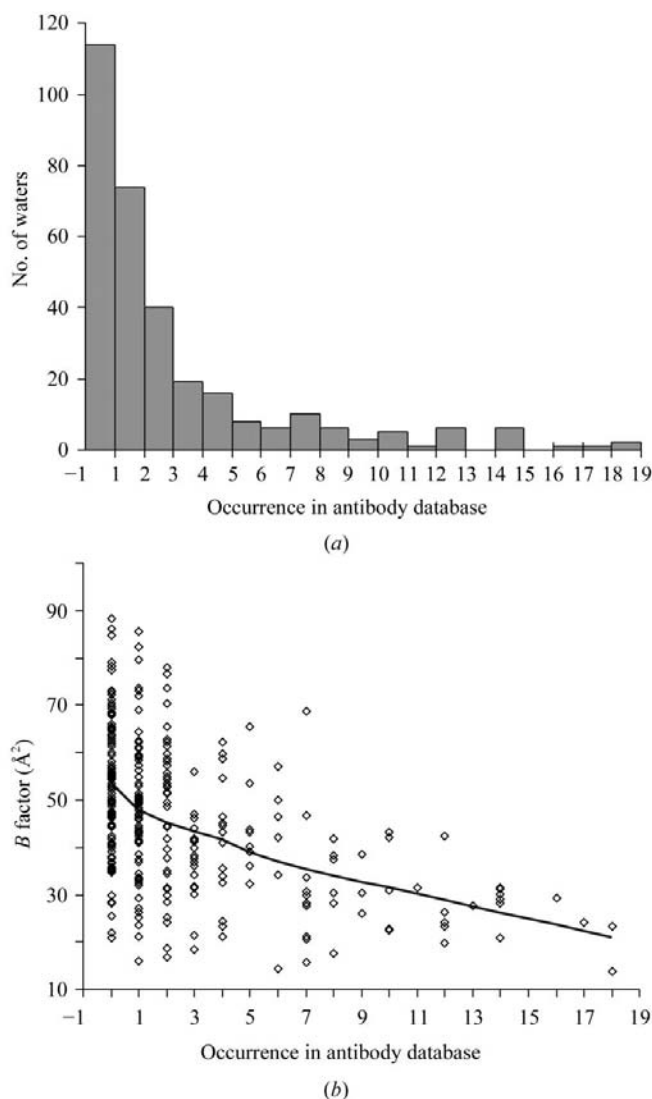 120
100
80
60
40
20
0
No. of waters
−1 1 2 3 4 5 6 7 8 9 10 11 12 13 14 15 16 17 18 19
Occurrence in antibody database
(a)
90
70
50
30
10
B factor (Å²)
−1 1 3 5 7 9 11 13 15 17 19
Occurrence in antibody database
(b)